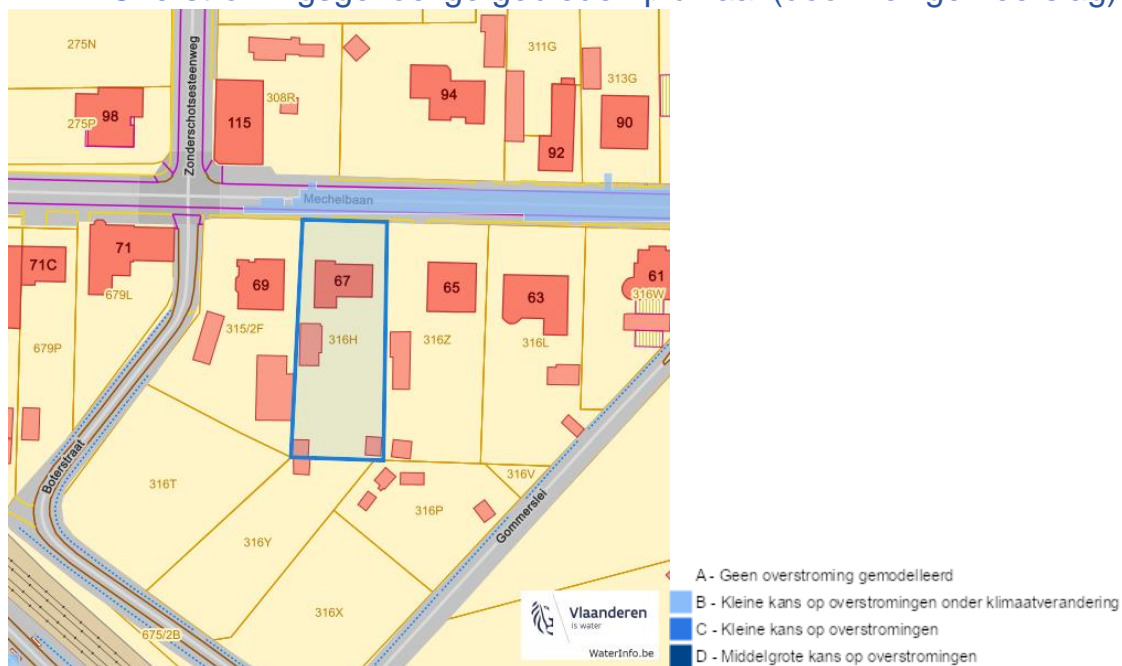 275N
311G
313G
98
275P
Zonderschotsesteenweg
115
308R
94
92
90
Mechelbaan
71C
71
679L
69
67
65
63
61
316W
679P
315/2F
316H
316Z
316L
Boterstraat
316T
316V
316P
Gommerslei
316Y
316X
675/2B
Vlaanderen
is water
WaterInfo.be
A - Geen overstroming gemodelleerd
B - Kleine kans op overstromingen onder klimaatverandering
C - Kleine kans op overstromingen
D - Middelgrote kans op overstromingen